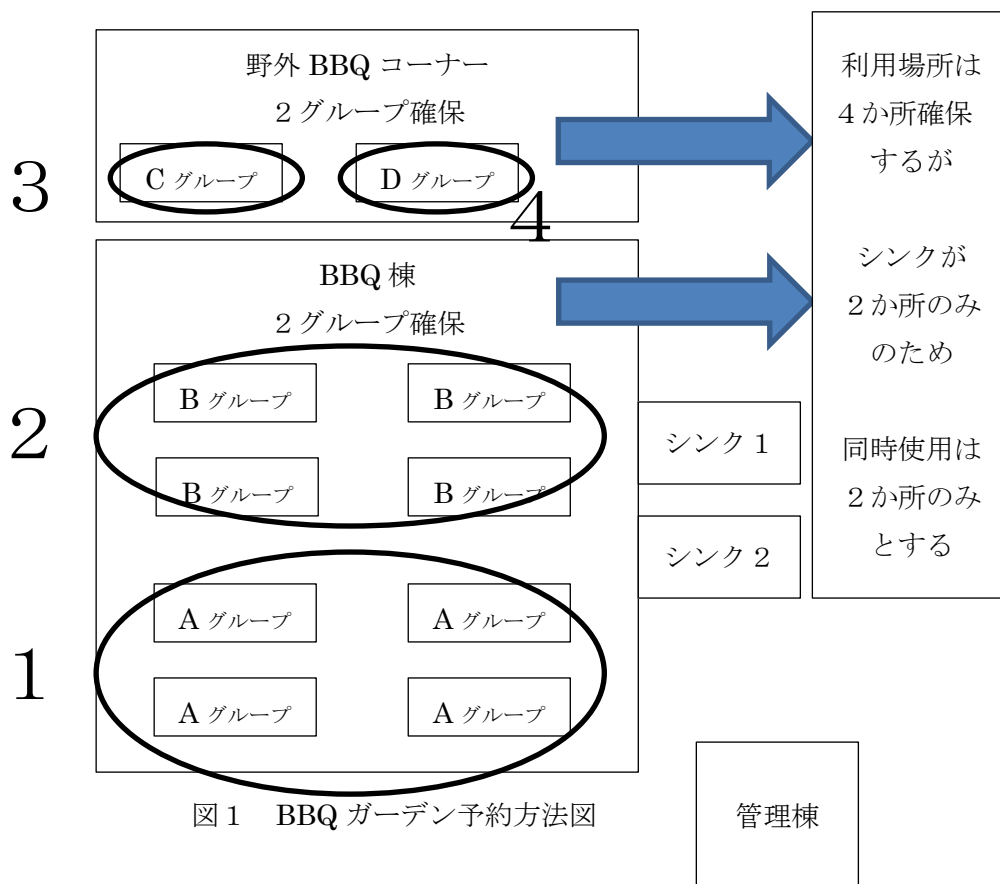 野外 BBQ コーナー
２グループ確保
C グループ
D グループ
3
4
BBQ 棟
２グループ確保
B グループ
B グループ
2
B グループ
B グループ
A グループ
A グループ
1
A グループ
A グループ
シンク１
シンク２
利用場所は
４か所確保
するが
シンクが
２か所のみ
のため
同時使用は
２か所のみ
とする
図１　BBQ ガーデン予約方法図
管理棟